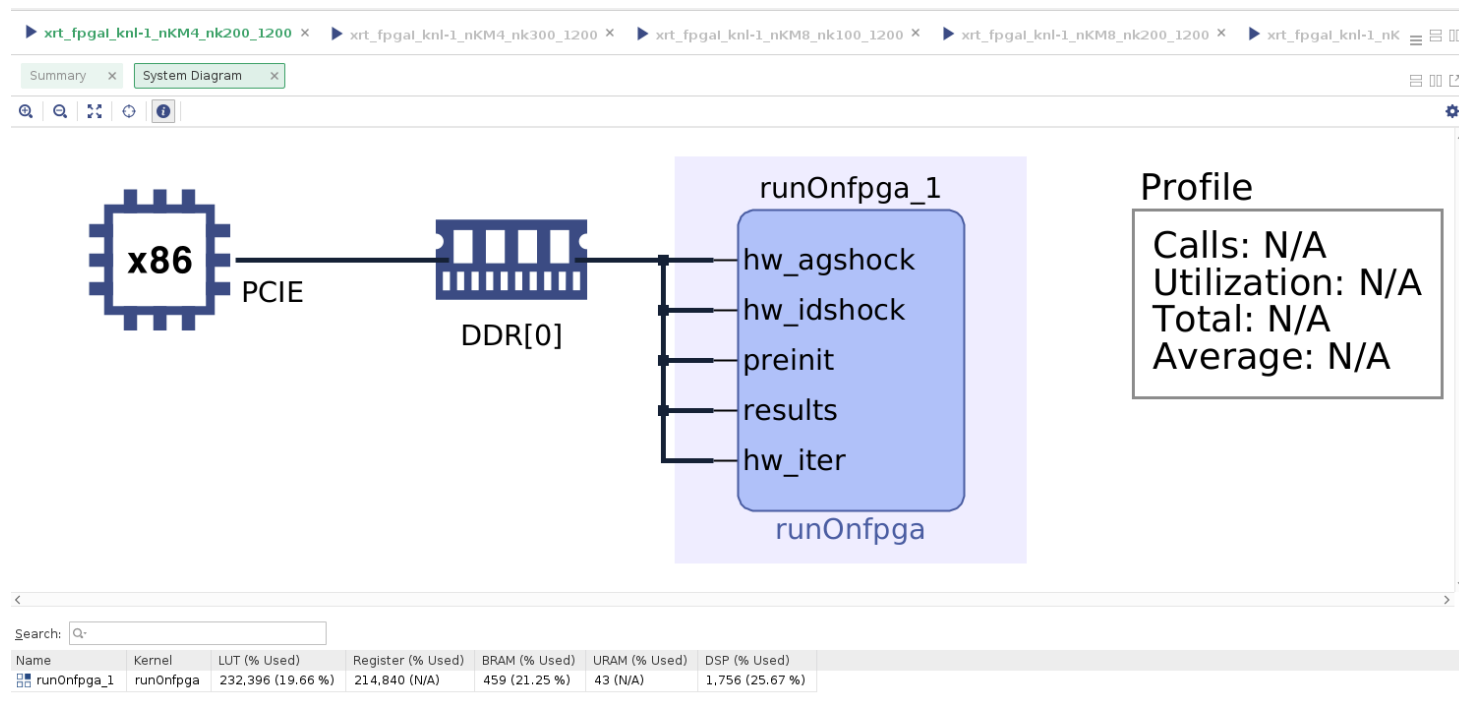 xrt_fpgaI_knl-1_nKM4_nk200_1200 × xrt_fpgaI_knl-1_nKM4_nk300_1200 × xrt_fpgaI_knl-1_nKM8_nk100_1200 × xrt_fpgaI_knl-1_nKM8_nk200_1200 × xrt_fpgaI_knl-1_nK
Summary × System Diagram ×
runOnfpga_1
x86
PCIE
DDR[0]
hw_agshock
hw_idshock
preinit
results
hw_iter
runOnfpga
Profile
Calls: N/A
Utilization: N/A
Total: N/A
Average: N/A
Search:
Name Kernel LUT (% Used) Register (% Used) BRAM (% Used) URAM (% Used) DSP (% Used)
runOnfpga_1 runOnfpga 232,396 (19.66 %) 214,840 (N/A) 459 (21.25 %) 43 (N/A) 1,756 (25.67 %)